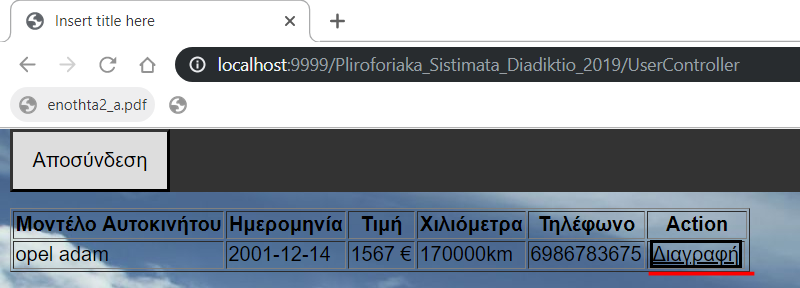 Insert title here
localhost:9999/Pliroforiaka_Sistimata_Diadiktio_2019/UserController
enothta2_a.pdf
Αποσύνδεση
Μοντέλο Αυτοκινήτου Ημερομηνία Τιμή Χιλιόμετρα Τηλέφωνο Action
opel adam 2001-12-14 1567 € 170000km 6986783675 Διαγραφή